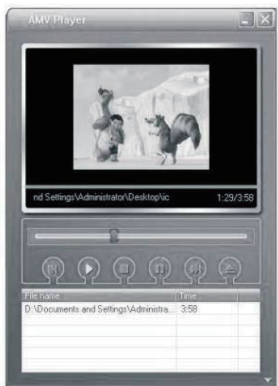 AMV Player
nd Settings\Administrator\Desktop\ic 1:29/3:58
File name Time
D:\Documents and Settings\Administra... 3:58